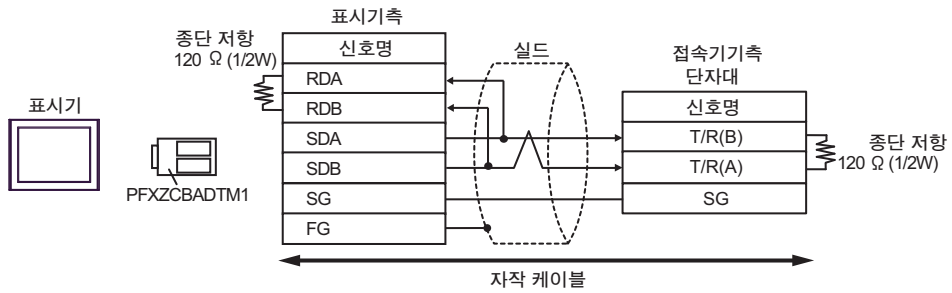 표시기측
종단 저항
120 Ω (1/2W)
신호명
RDA
RDB
SDA
SDB
SG
FG
실드
접속기기측
단자대
신호명
T/R(B)
T/R(A)
SG
종단 저항
120 Ω (1/2W)
표시기
PFXZCBADTM1
자작 케이블